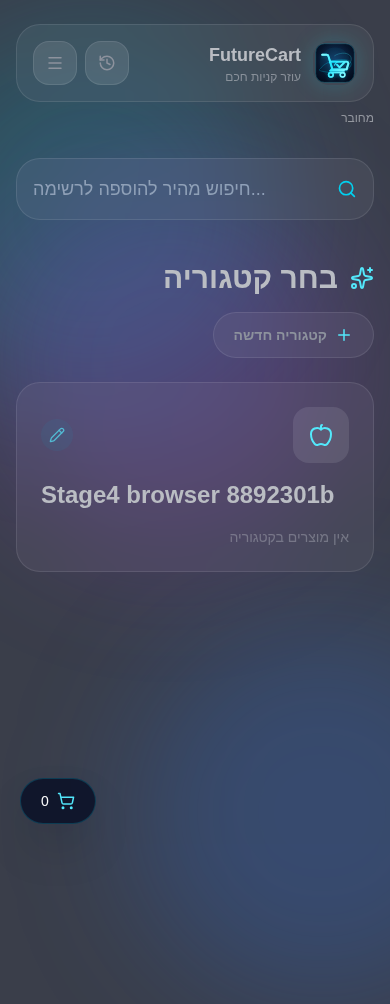 FutureCart
עוזר קניות חכם
מחובר
חיפוש מהיר להוספה לרשימה...
בחר קטגוריה
קטגוריה חדשה
Stage4 browser 8892301b
אין מוצרים בקטגוריה
0